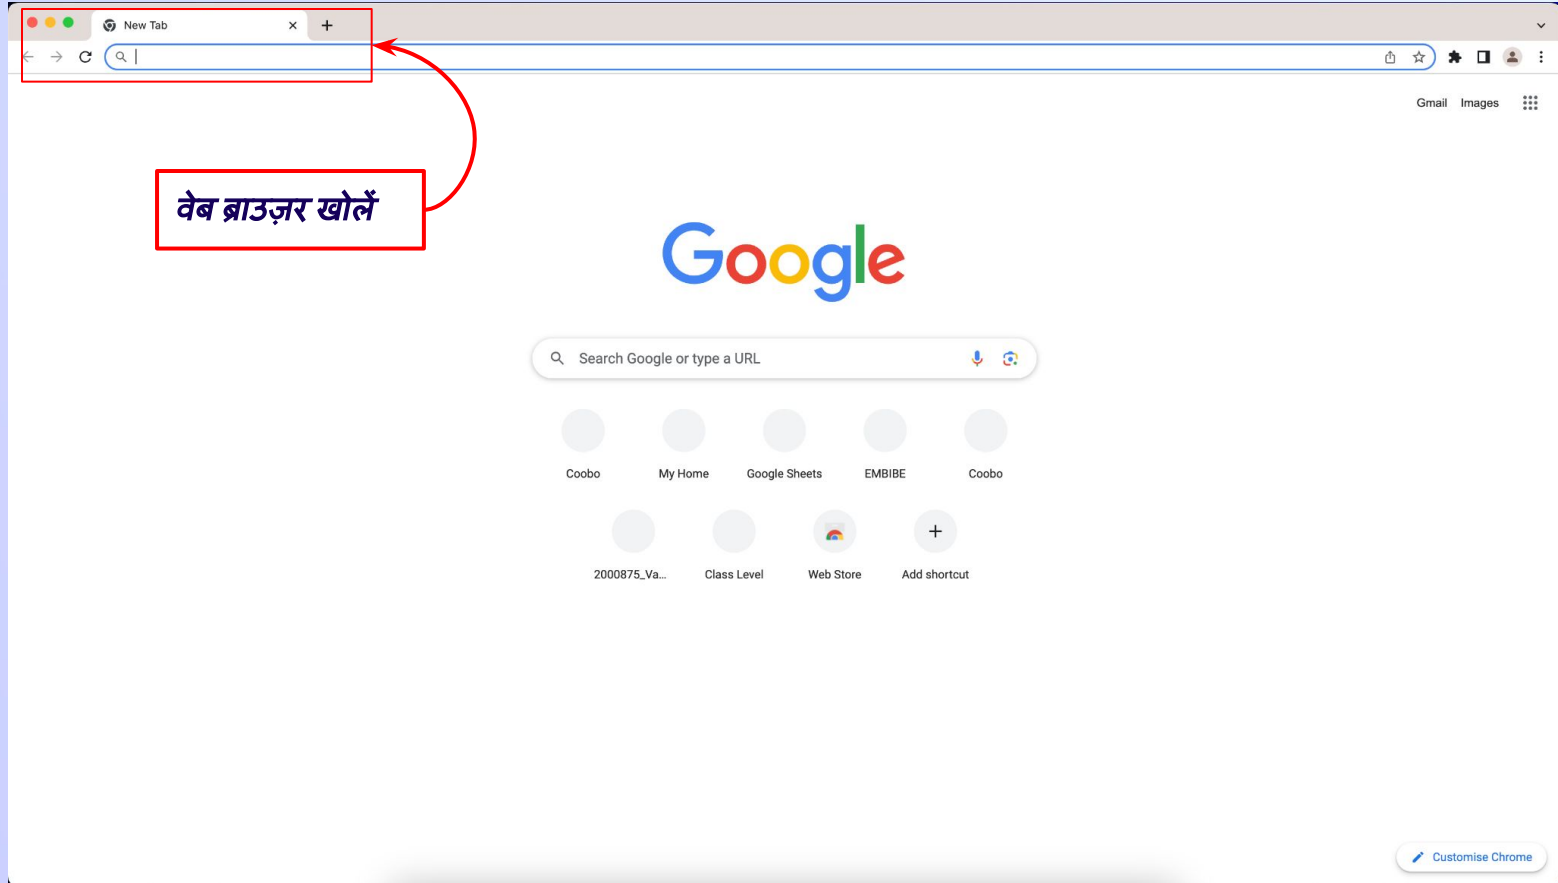 New Tab
Gmail Images
वेब ब्राउज़र खोलें
Google
Search Google or type a URL
Coobo My Home Google Sheets EMBIBE Coobo
2000875_Va... Class Level Web Store Add shortcut
Customise Chrome